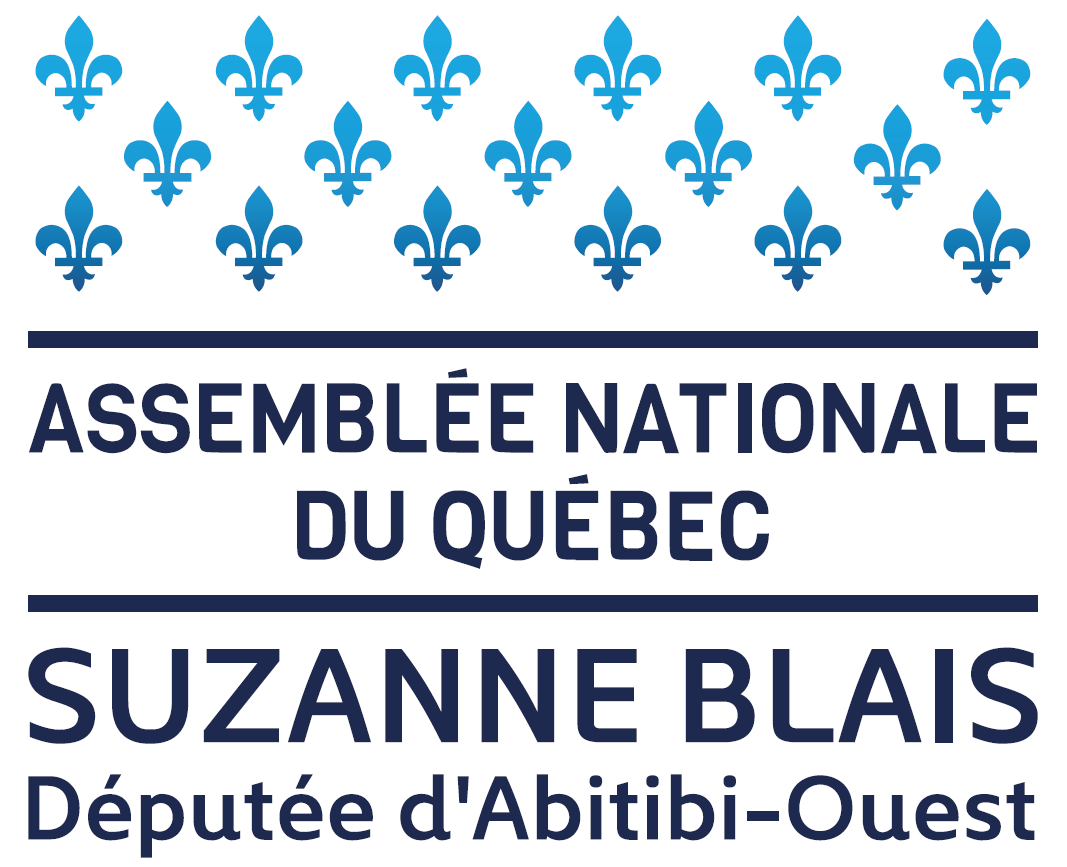 ASSEMBLÉE NATIONALE
DU QUÉBEC
SUZANNE BLAIS
Députée d'Abitibi-Ouest